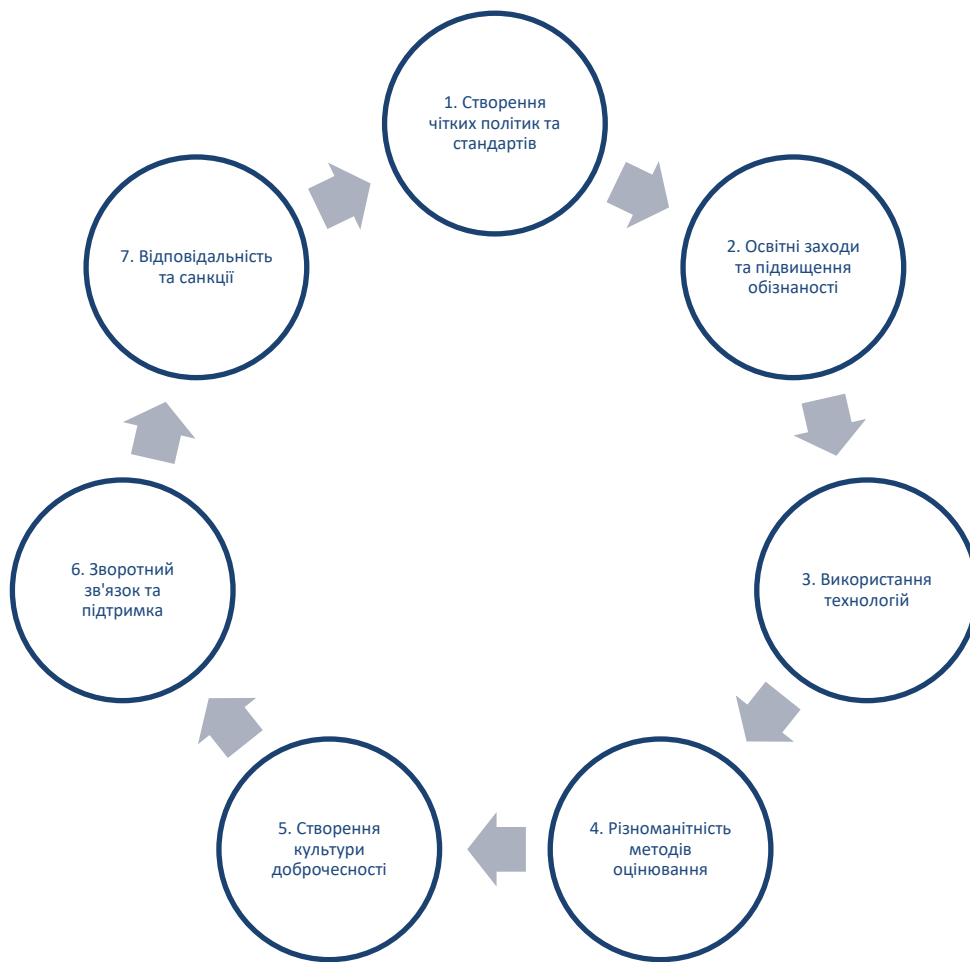 1. Створення
чітких політик та
стандартів
2. Освітні заходи
та підвищення
обізнаності
3. Використання
технологій
4. Різноманітність
методів
оцінювання
5. Створення
культури
доброчесності
6. Зворотний
зв'язок та
підтримка
7. Відповідальність
та санкції